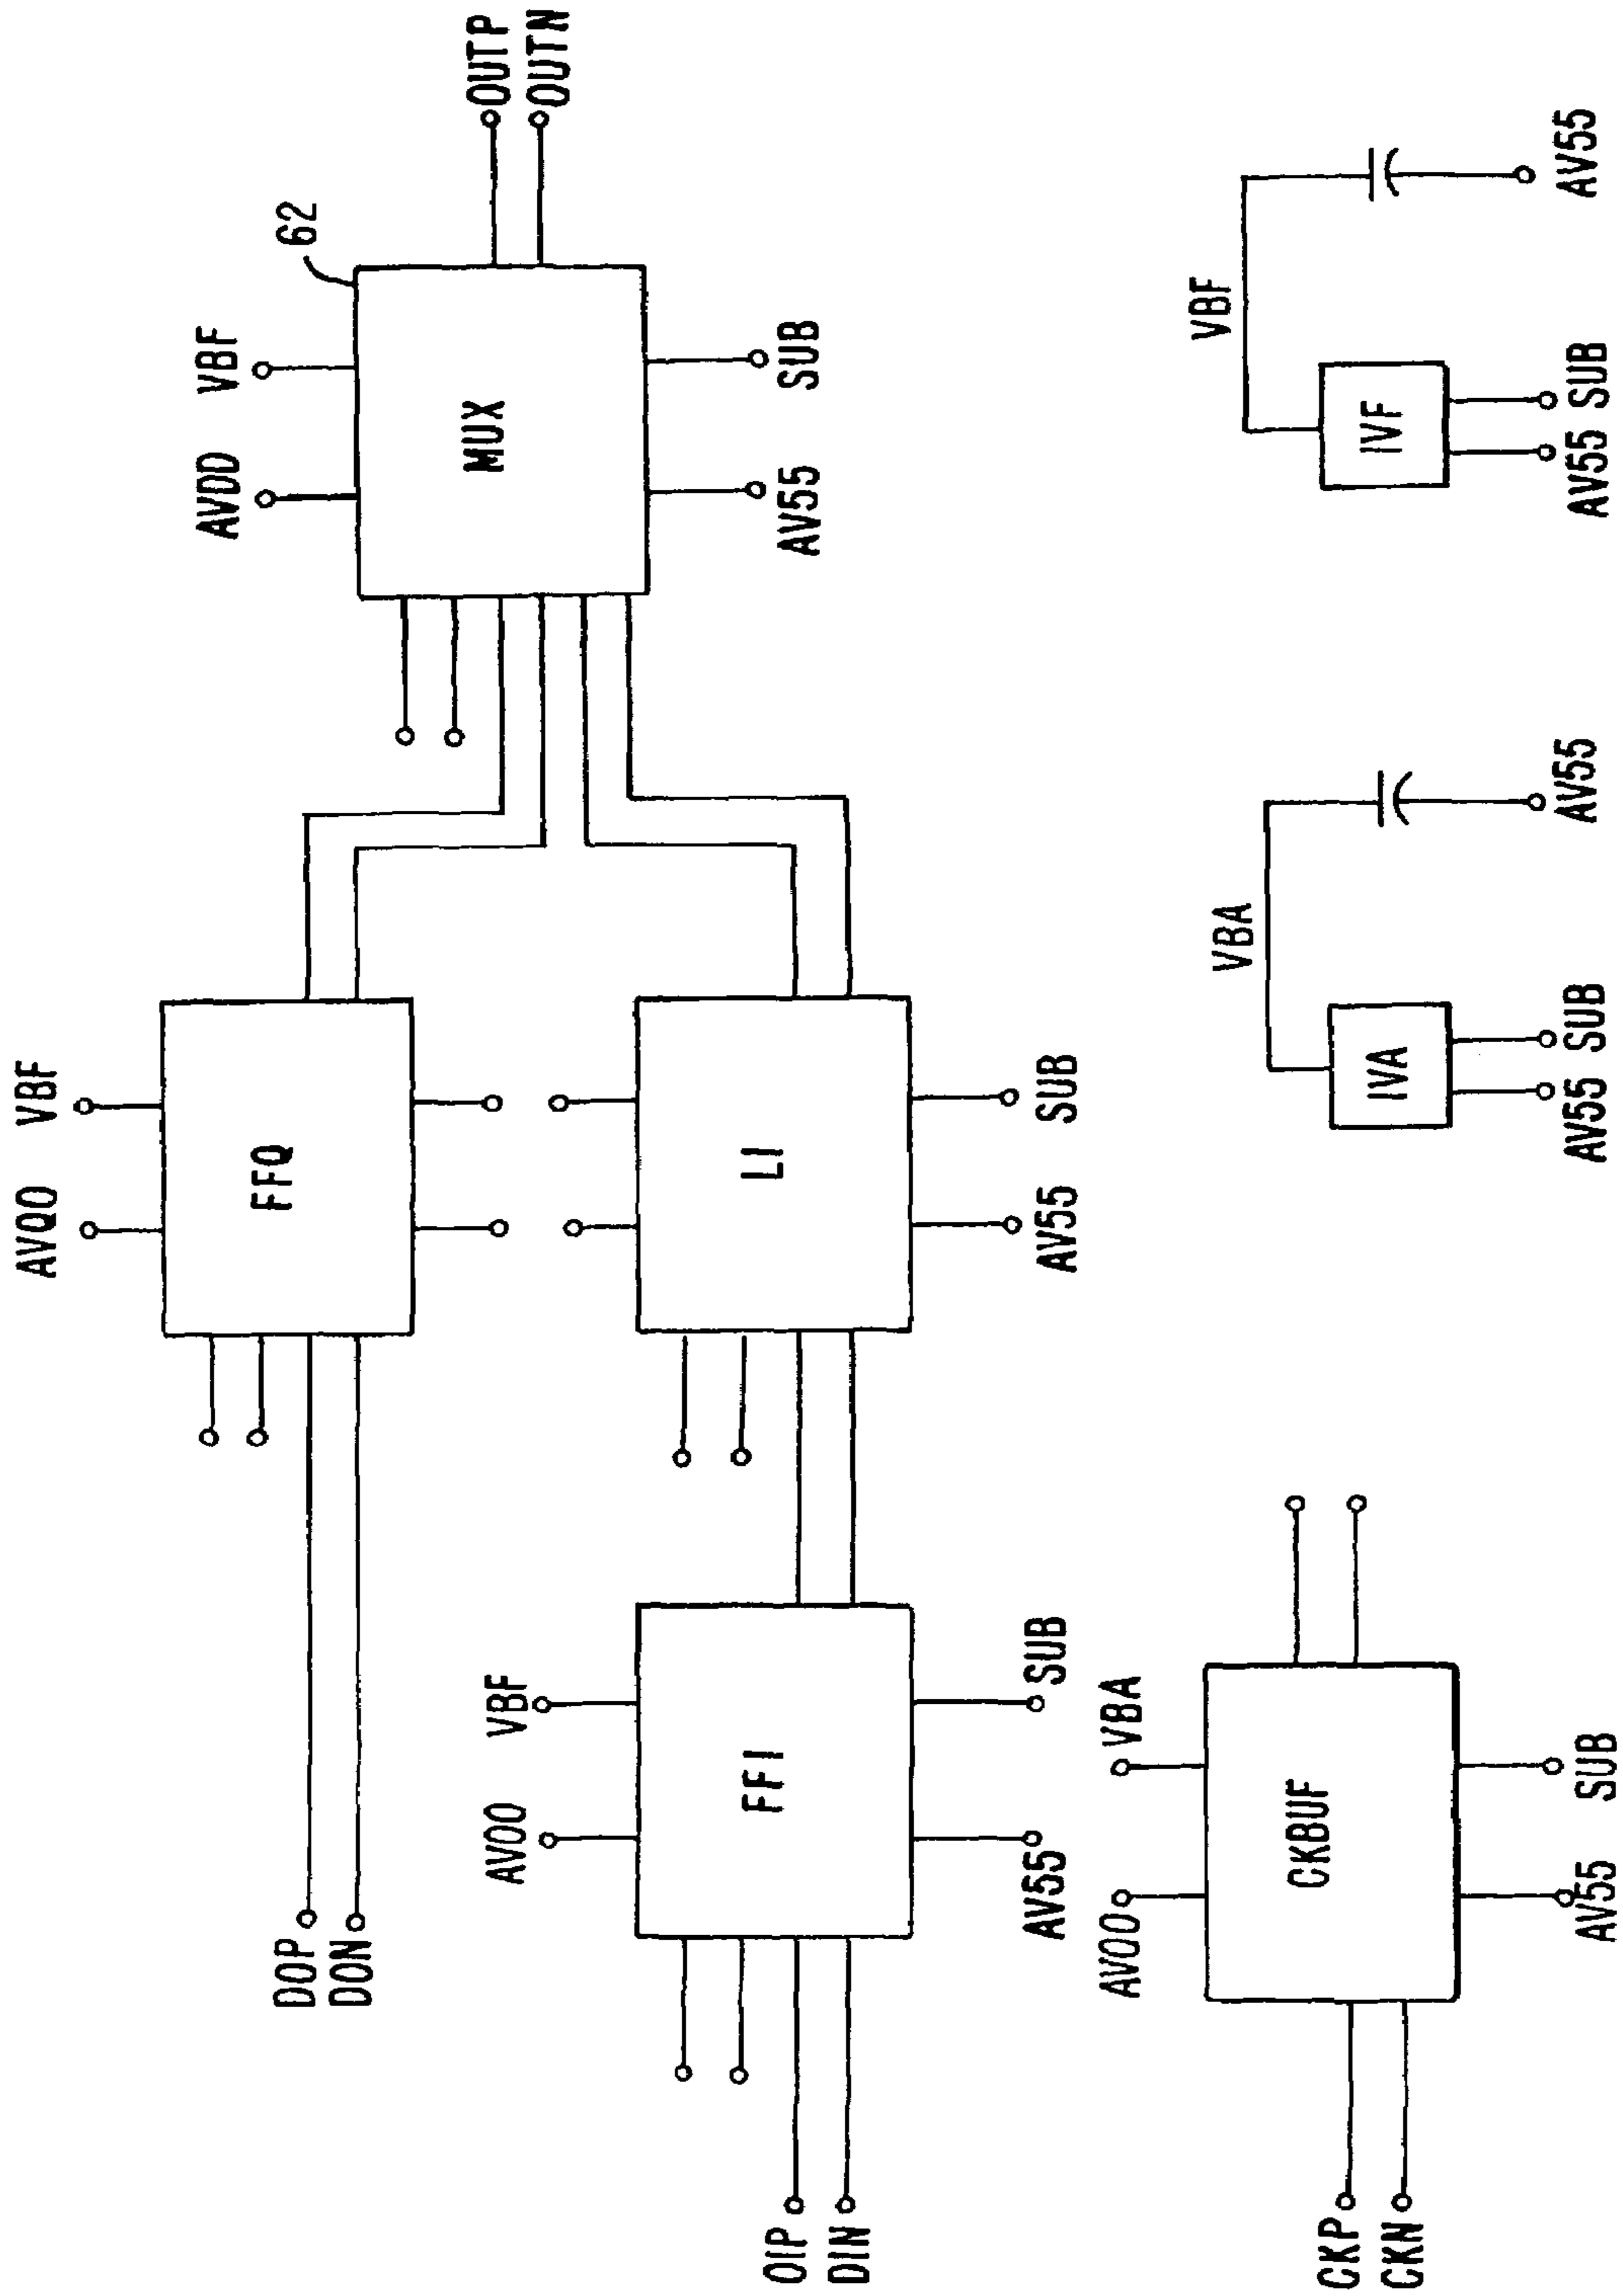 AVQO VBF
FFQ
DOP
DON
AVDD VBF
62
MUX
OUTP
OUTN
AV55 SUB
AVOO VBF
FFI
OIP
DIN
AV55 SUB
LI
AV55 SUB
AVOO VBA
CKBUF
CKP
CKN
AV55 SUB
VBA
IVA
AV55 SUB
AV55
VBF
IVF
AV55 SUB
AV55